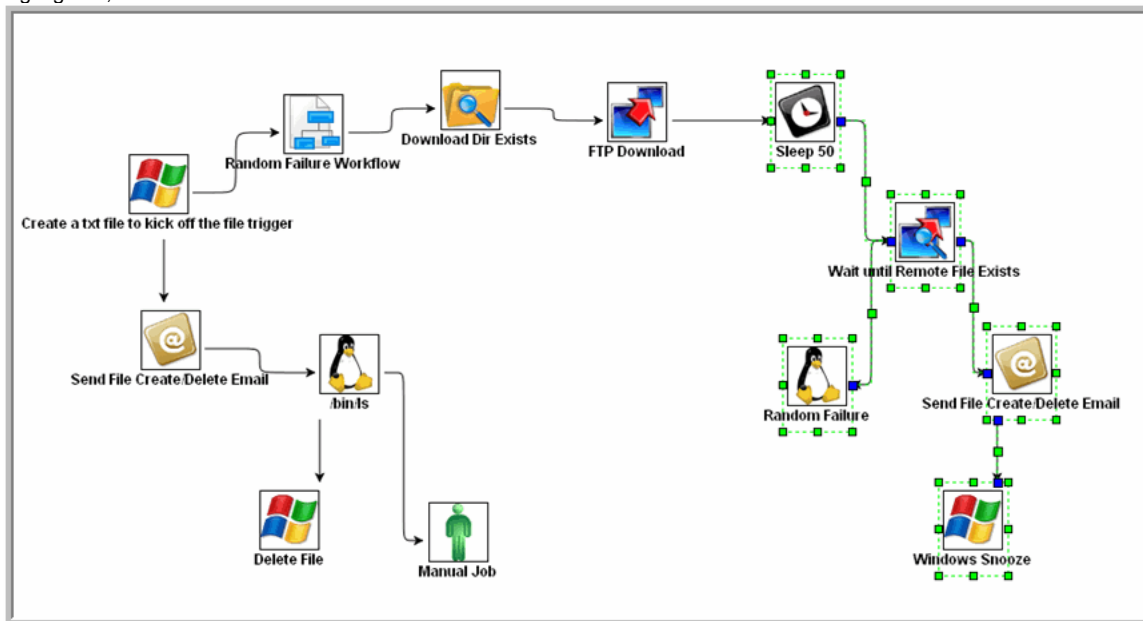 Download Dir Exists
FTP Download
Sleep 50
Random Failure Workflow
Create a txt file to kick off the file trigger
Wait until Remote File Exists
Send File Create/Delete Email
/bin/ls
Random Failure
Send File Create/Delete Email
Delete File
Manual Job
Windows Snooze